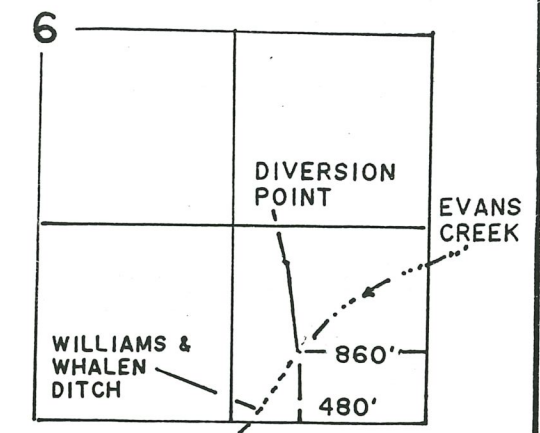 6
DIVERSION
POINT
EVANS
CREEK
WILLIAMS &
WHALEN
DITCH
860'
480'